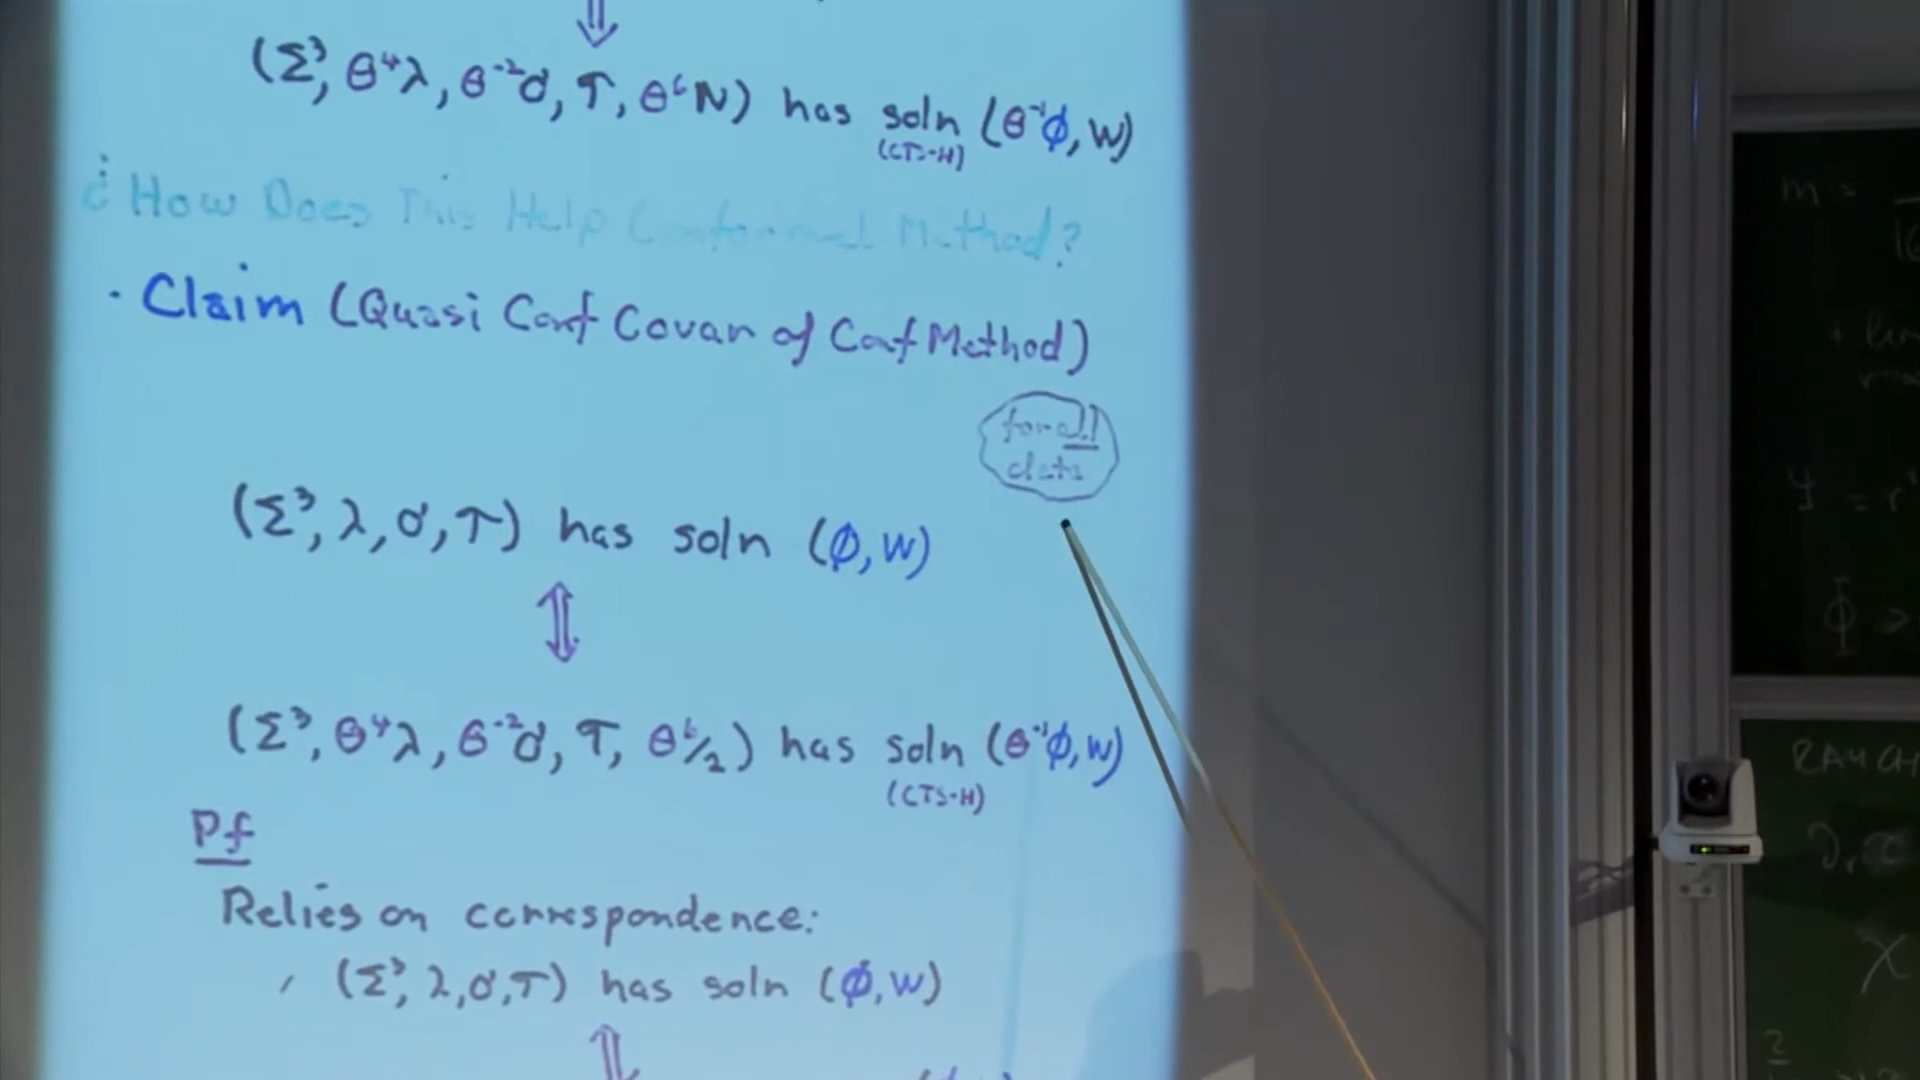 (Σ³, θ⁴λ, θ⁻²σ, τ, θ⁶N) has soln (θ⁻¹ϕ, W)
(CTS-H)
¿How Does This Help Conformal Method?
· Claim (Quasi Conf Covar of Conf Method)
for all
data
(Σ³, λ, σ, τ) has soln (ϕ, W)
⇕
(Σ³, θ⁴λ, θ⁻²σ, τ, θ⁶/2) has soln (θ⁻¹ϕ, W)
(CTS-H)
Pf
Relies on correspondence:
(Σ³, λ, σ, τ) has soln (ϕ, W)
m =
Φ >
RAUCH
χ